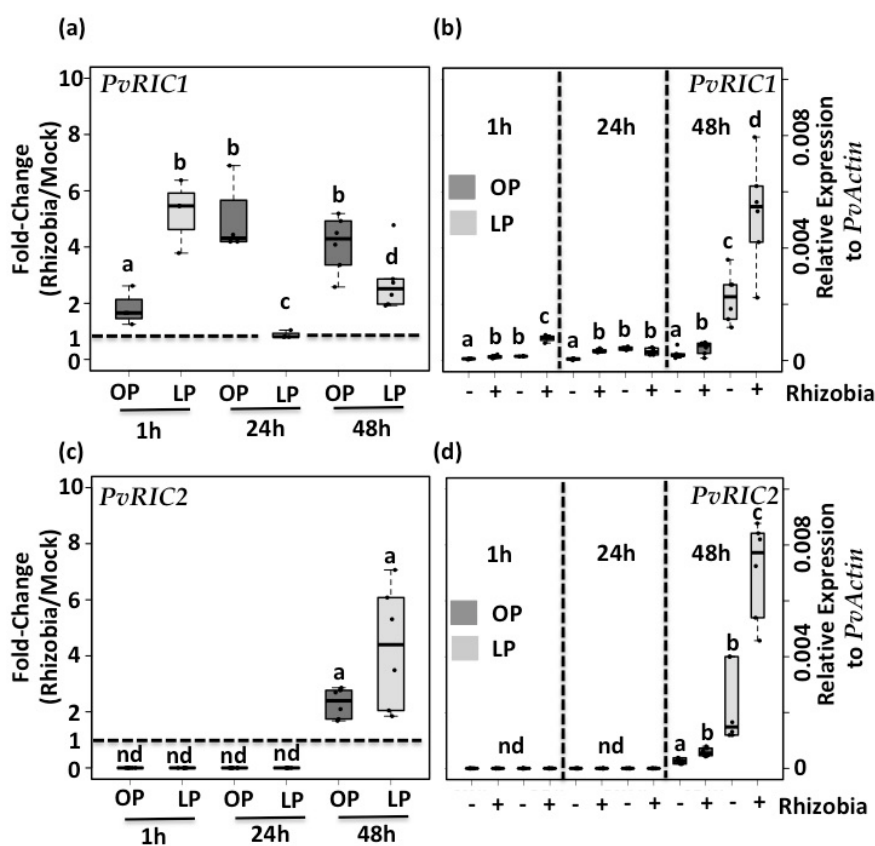 (a)
PvRIC1
Fold-Change
(Rhizobia/Mock)
10
8
6
4
2
1
0
a
b
b
c
b
d
OP LP OP LP OP LP
1h 24h 48h
(b)
PvRIC1
1h 24h 48h
OP
LP
a b b c a b b b a b c d
0.008
0.004
0
Relative Expression
to PvActin
- + - + - + - + - + - + Rhizobia
(c)
PvRIC2
Fold-Change
(Rhizobia/Mock)
10
8
6
4
2
1
0
nd nd nd nd a a
OP LP OP LP OP LP
1h 24h 48h
(d)
PvRIC2
1h 24h 48h
OP
LP
nd nd a b b c
0.008
0.004
0
Relative Expression
to PvActin
- + - + - + - + - + - + Rhizobia